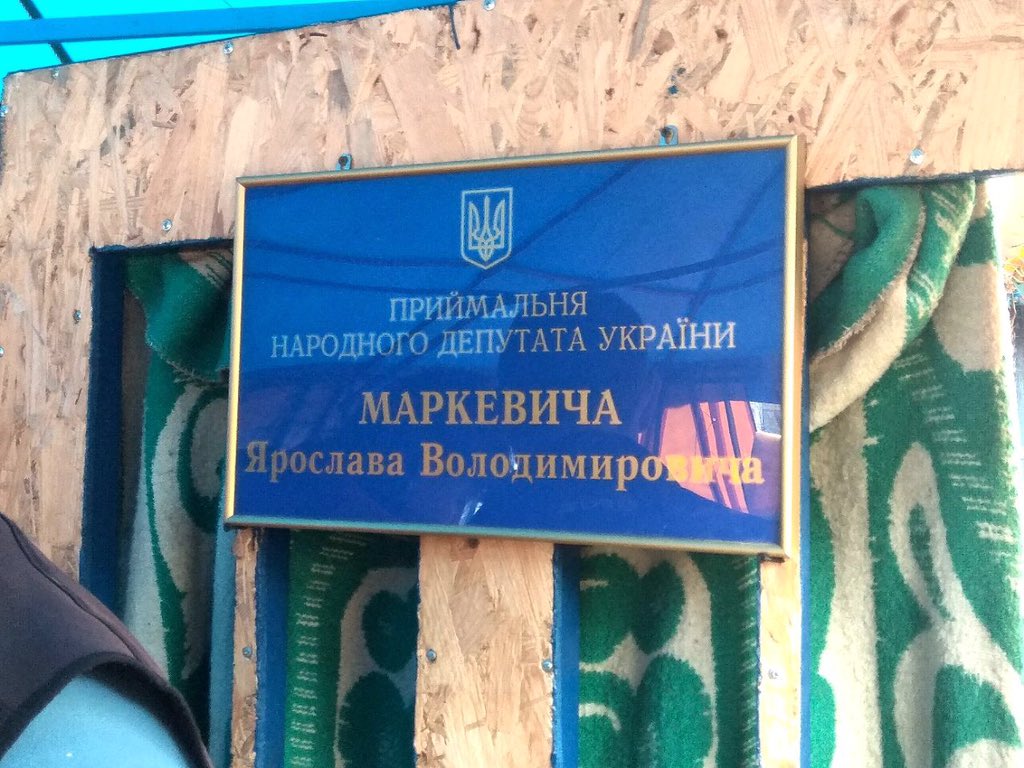 ПРИЙМАЛЬНЯ
НАРОДНОГО ДЕПУТАТА УКРАЇНИ
МАРКЕВИЧА
Ярослава Володимировича